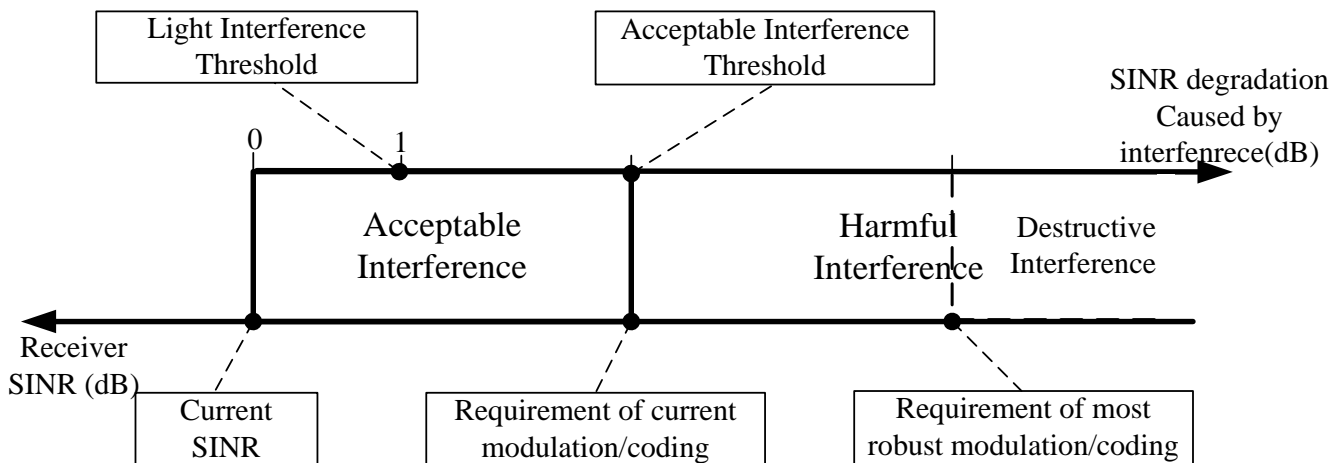 Light Interference
Threshold
Acceptable Interference
Threshold
SINR degradation
Caused by
interfenrece(dB)
0
1
Acceptable
Interference
Harmful
Interference
Destructive
Interference
Receiver
SINR (dB)
Current
SINR
Requirement of current
modulation/coding
Requirement of most
robust modulation/coding